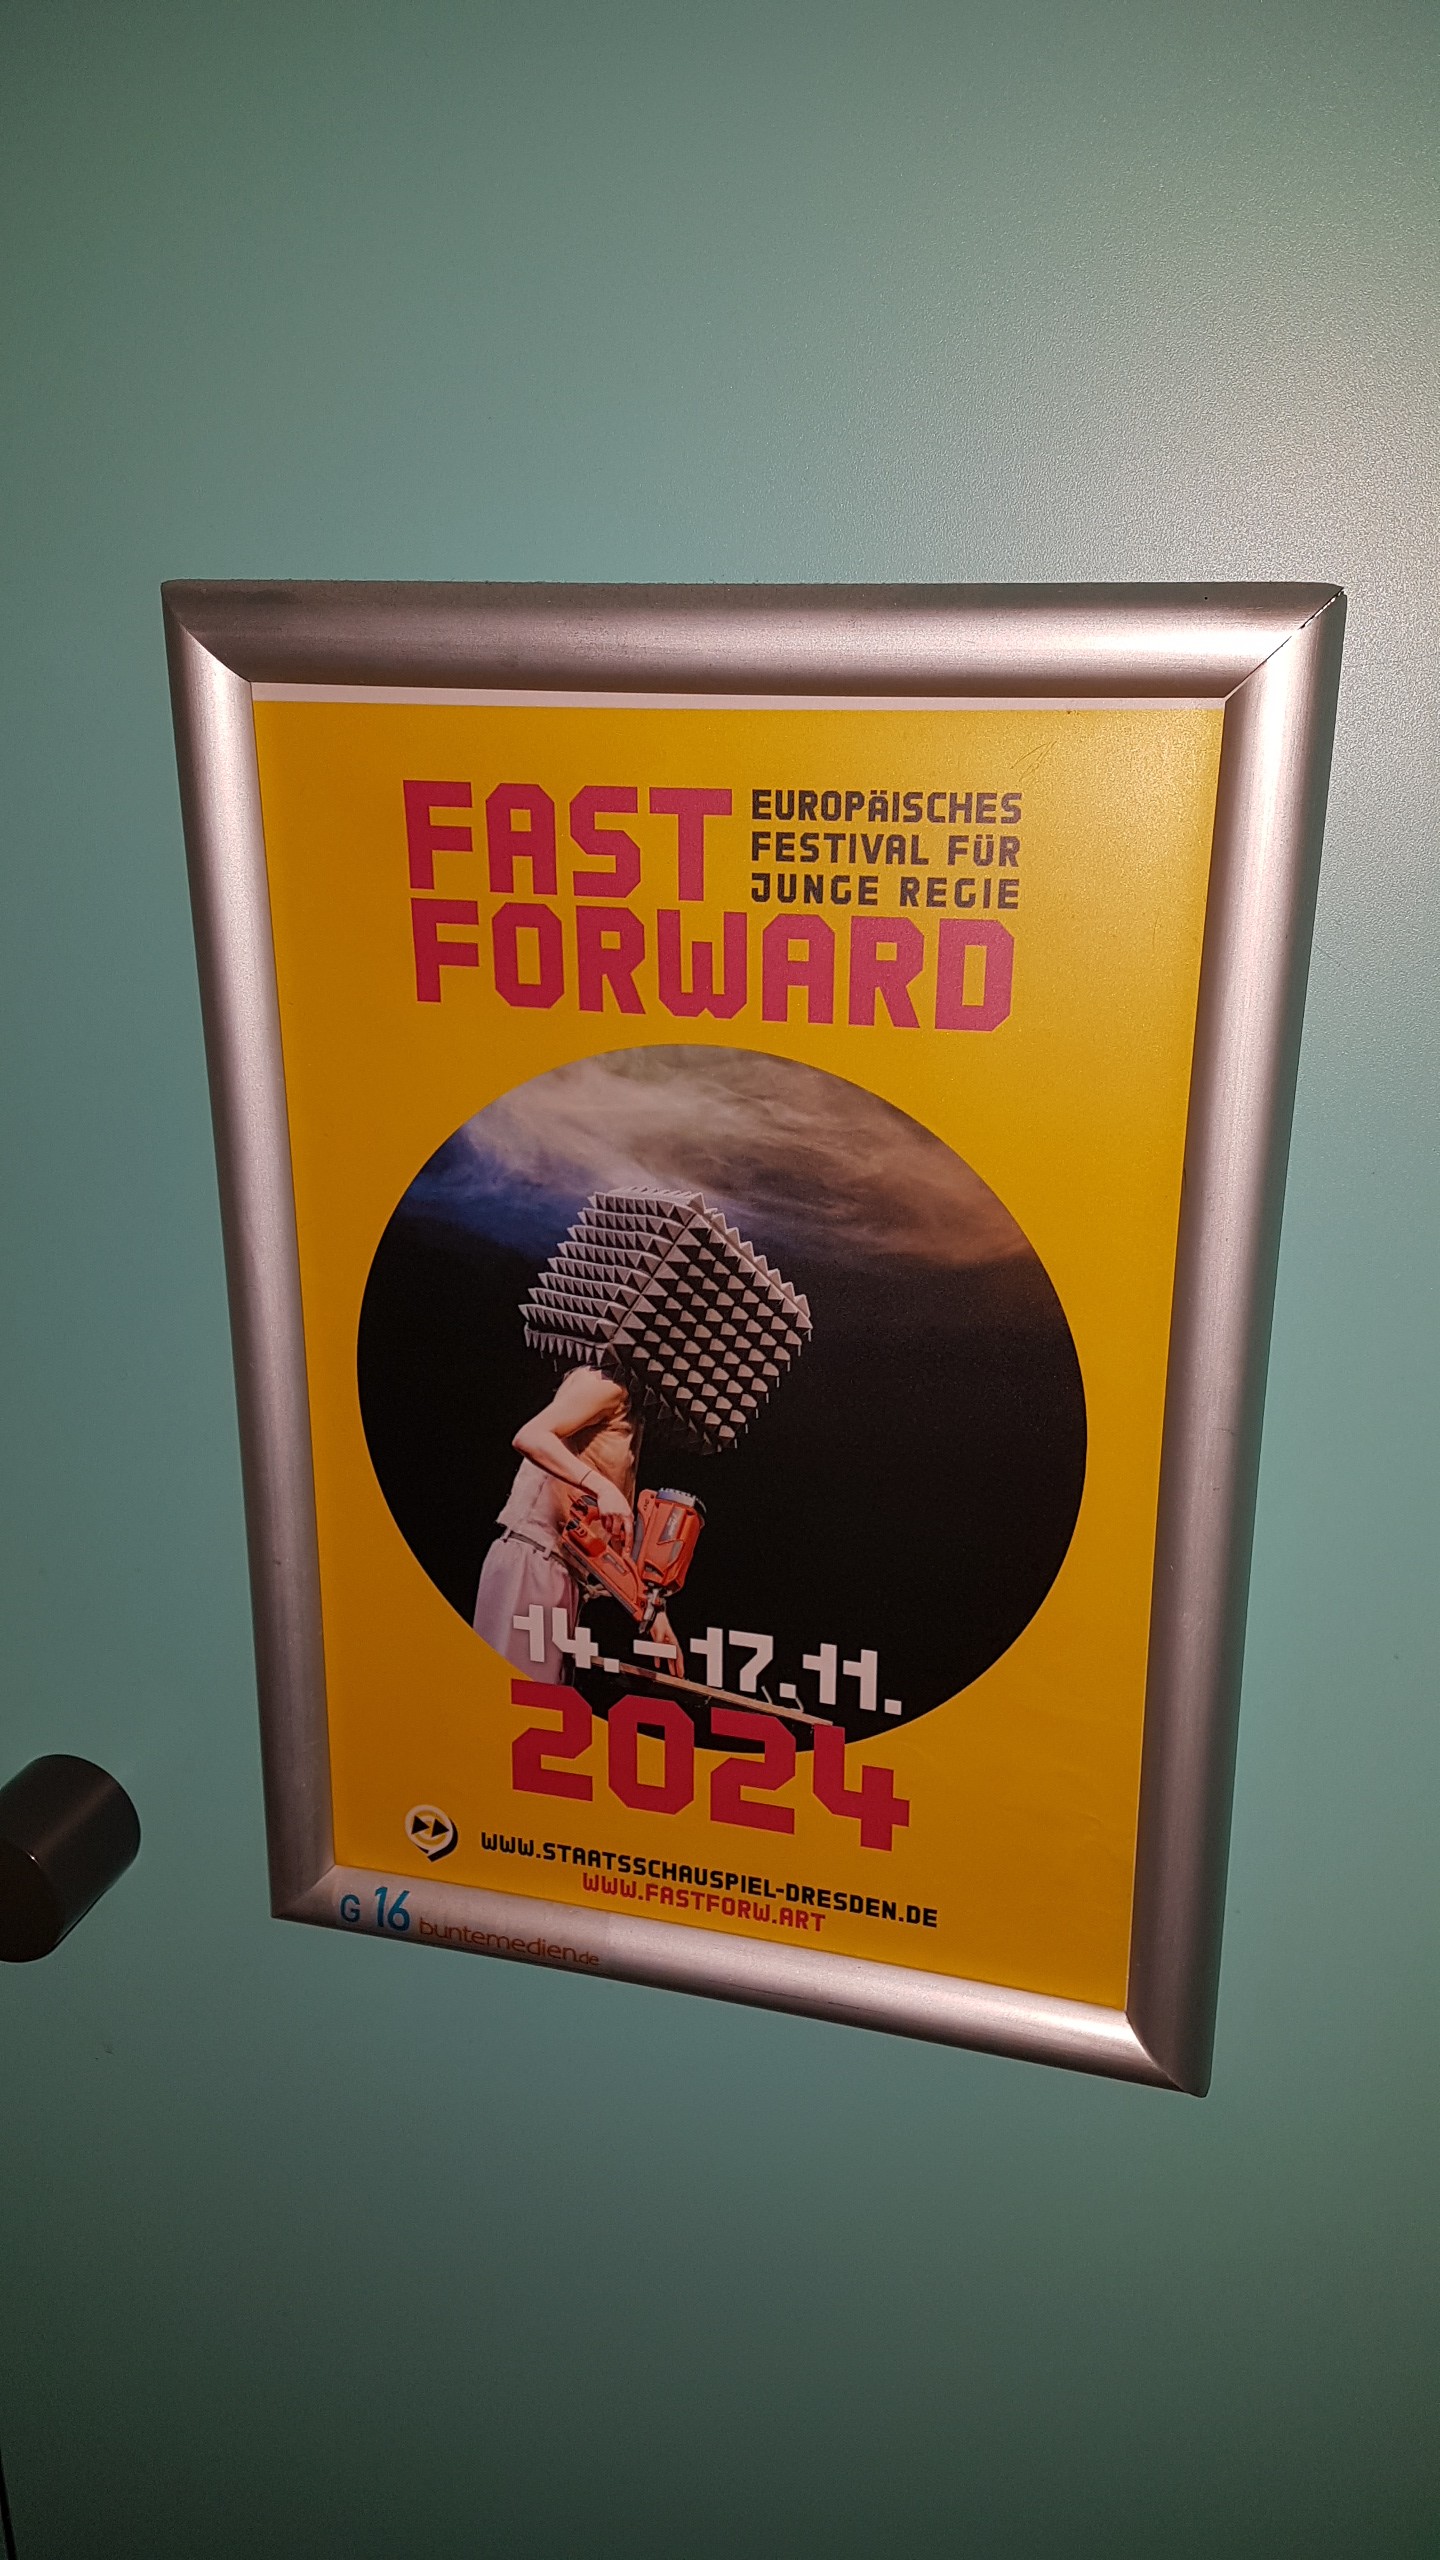 FAST
EUROPÄISCHES
FESTIVAL FÜR
JUNGE REGIE
FORWARD
14.–17.11.
2024
WWW.STAATSSCHAUSPIEL-DRESDEN.DE
WWW.FASTFORW.ART
G 16 buntemedien.de